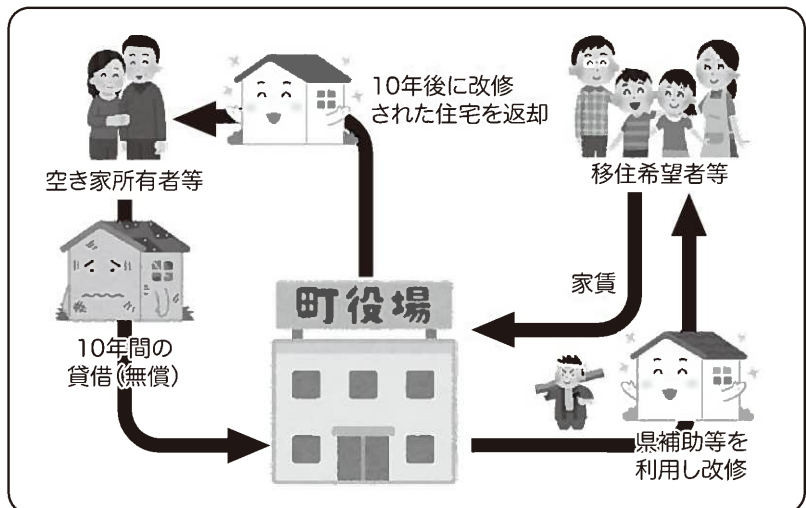 10年後に改修
された住宅を返却
空き家所有者等
移住希望者等
家賃
町役場
10年間の
貸借(無償)
県補助等を
利用し改修